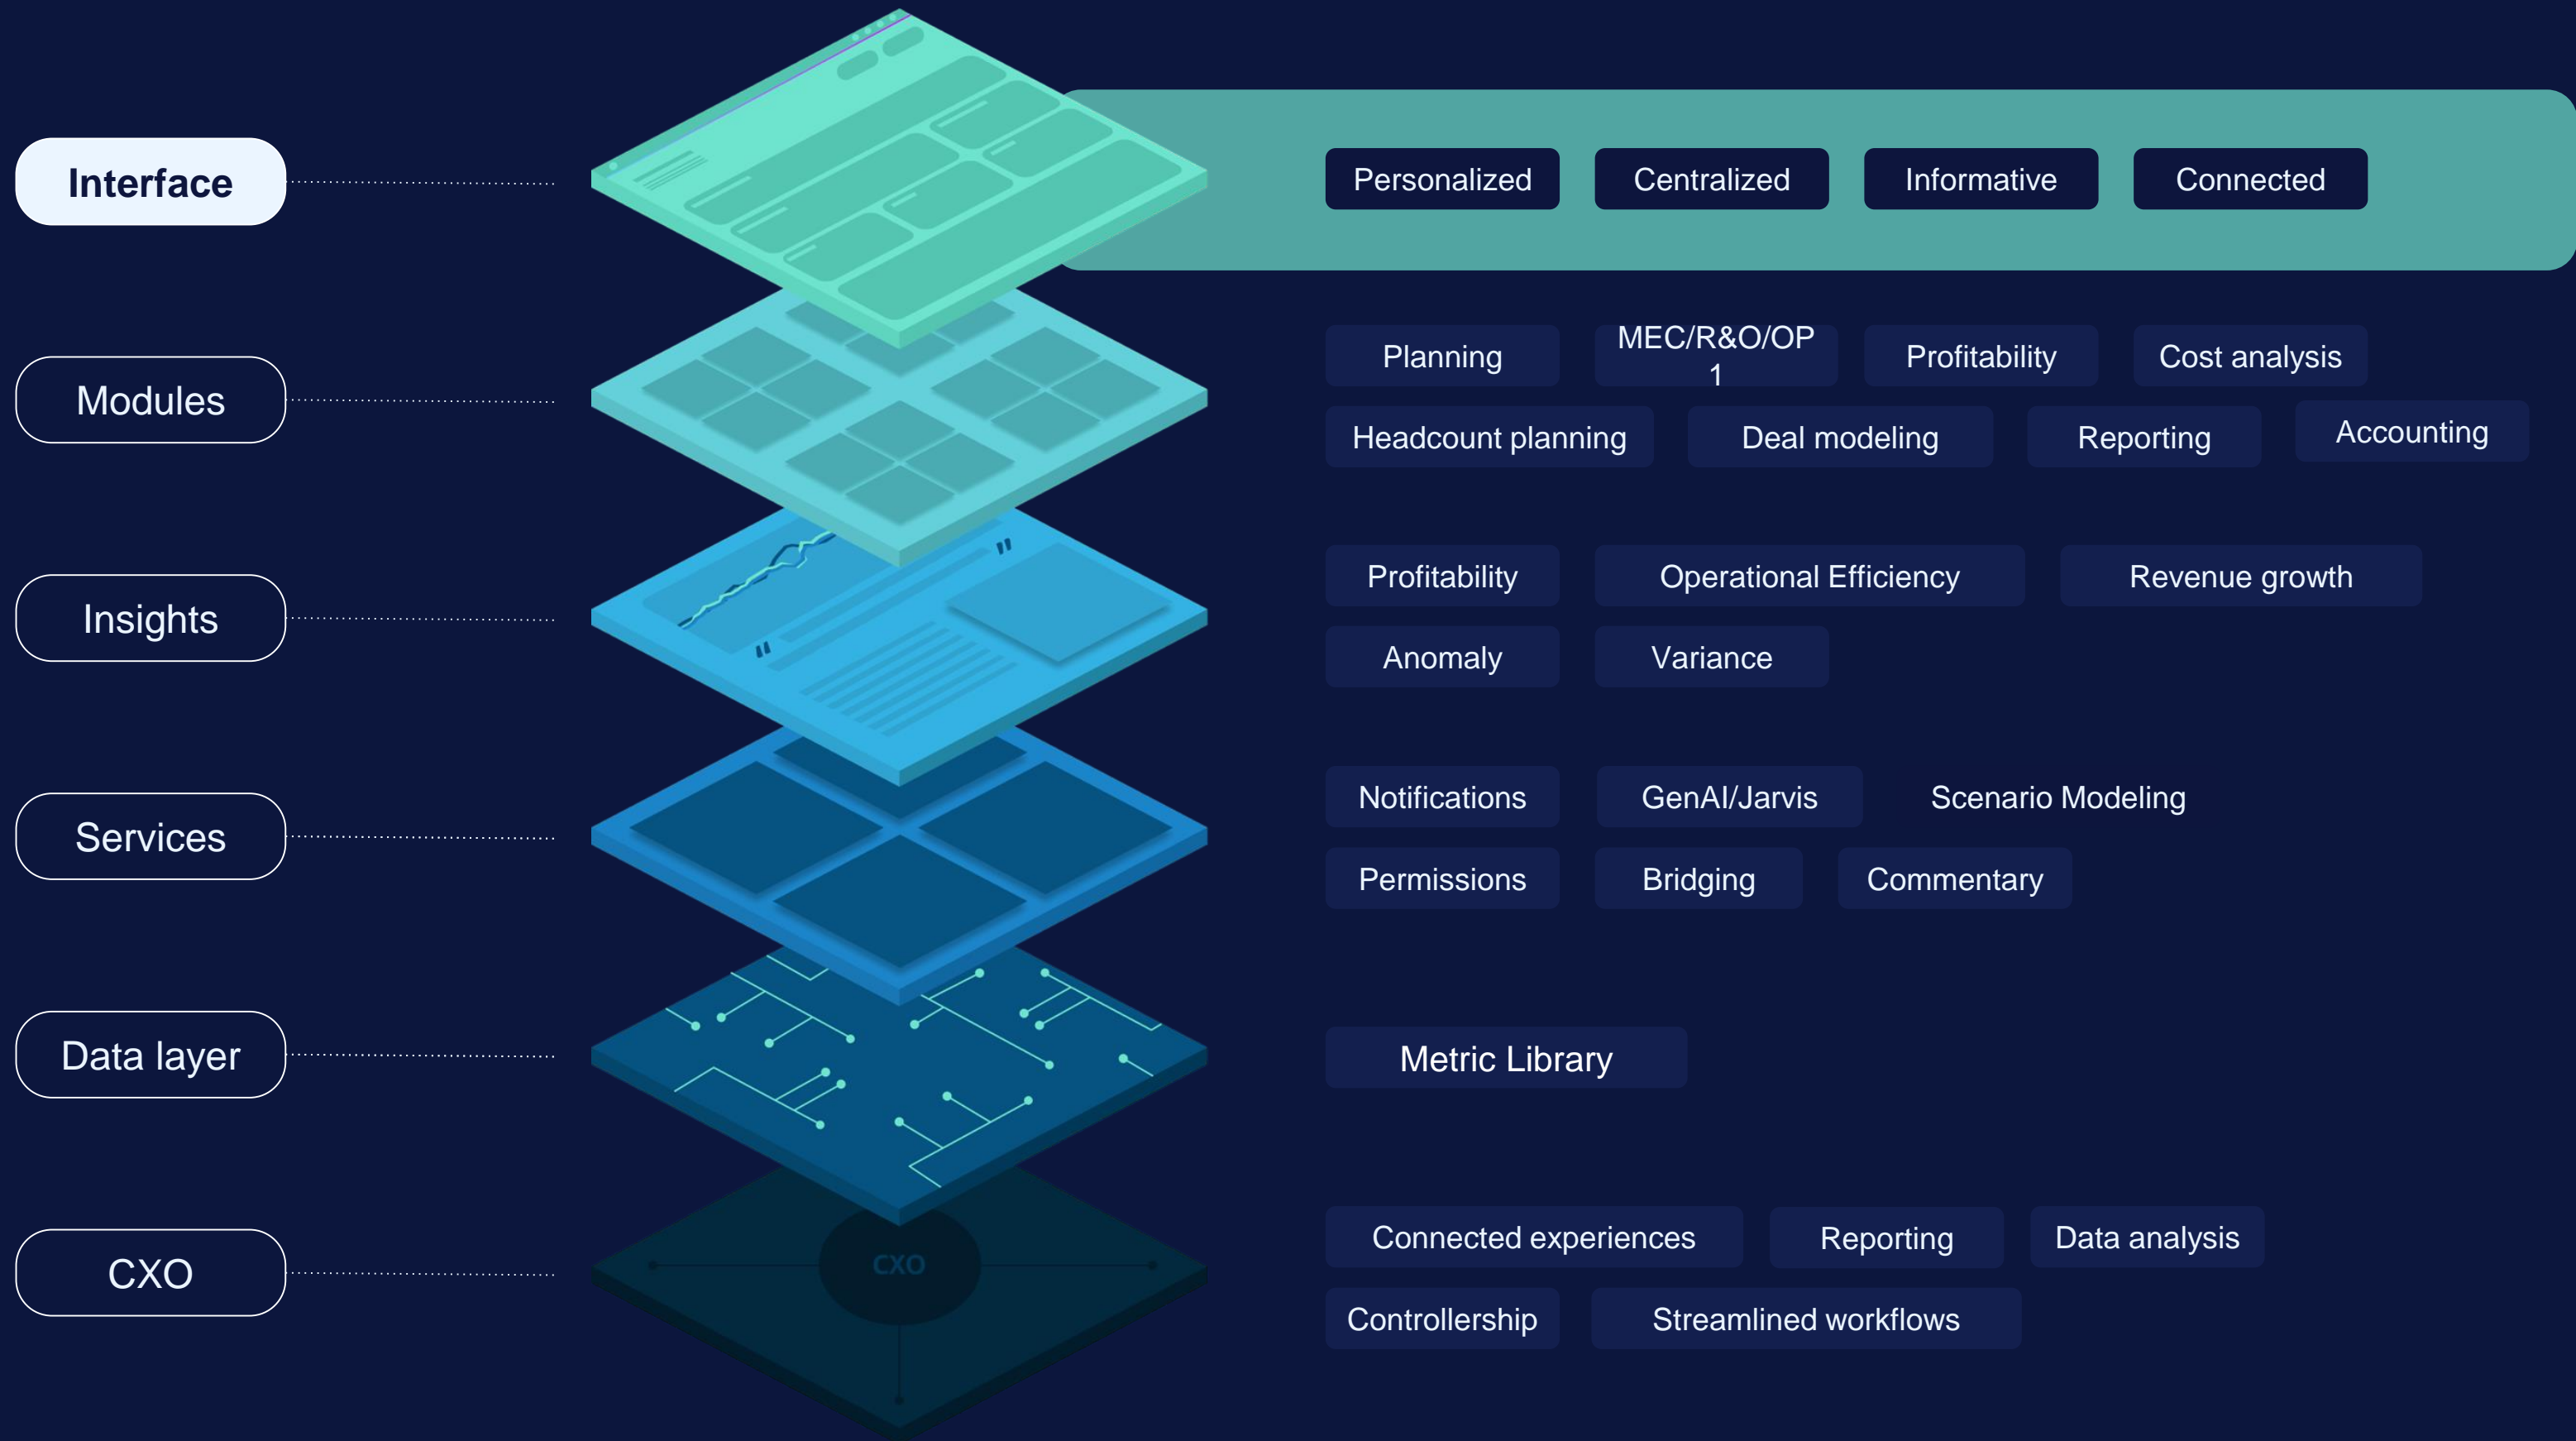 Interface
Personalized
Centralized
Informative
Connected
Modules
Planning
MEC/R&O/OP
1
Profitability
Cost analysis
Headcount planning
Deal modeling
Reporting
Accounting
Insights
Profitability
Operational Efficiency
Revenue growth
Anomaly
Variance
Services
Notifications
GenAI/Jarvis
Scenario Modeling
Permissions
Bridging
Commentary
Data layer
Metric Library
CXO
CXO
Connected experiences
Reporting
Data analysis
Controllership
Streamlined workflows